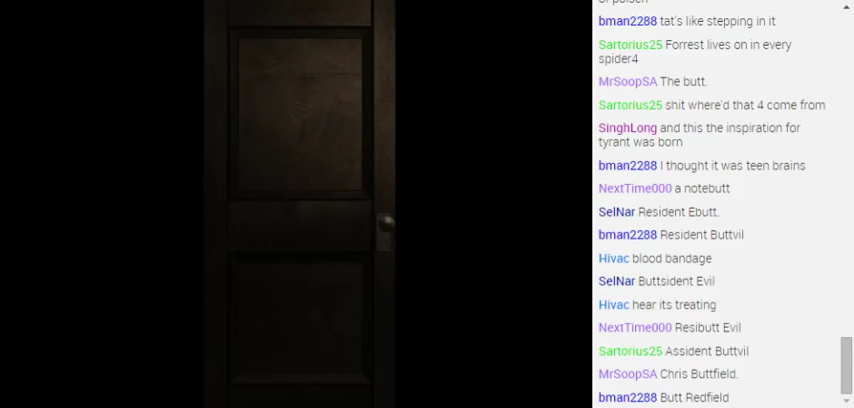 bman2288 tat's like stepping in it
Sartorius25 Forrest lives on in every
spider4
MrSoopSA The butt.
Sartorius25 shit where'd that 4 come from
SinghLong and this the inspiration for
tyrant was born
bman2288 I thought it was teen brains
NextTime000 a notebutt
SelNar Resident Ebutt.
bman2288 Resident Buttvil
Hivac blood bandage
SelNar Buttsident Evil
Hivac hear its treating
NextTime000 Resibutt Evil
Sartorius25 Assident Buttvil
MrSoopSA Chris Buttfield.
bman2288 Butt Redfield